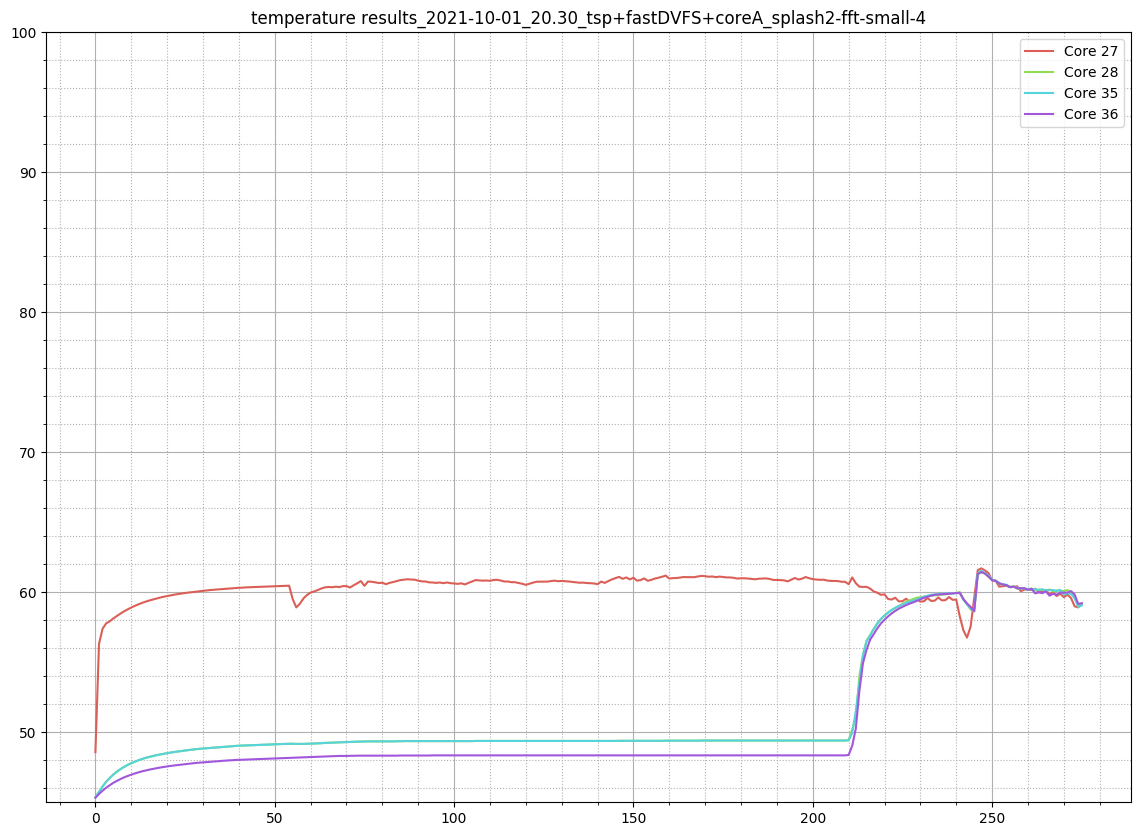 temperature results_2021-10-01_20.30_tsp+fastDVFS+coreA_splash2-fft-small-4
100
90
80
70
60
50
Core 27
Core 28
Core 35
Core 36
0 50 100 150 200 250